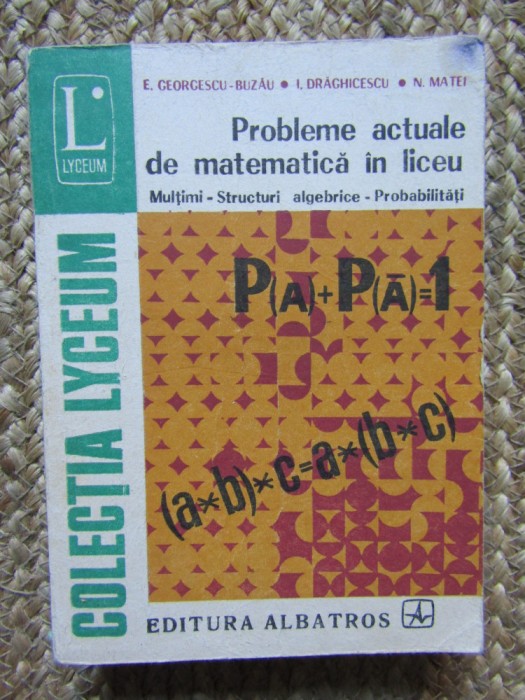 L
LYCEUM
E. GEORGESCU-BUZĂU • I. DRĂGHICESCU • N. MATEI
Probleme actuale
de matematică în liceu
Mulțimi - Structuri algebrice - Probabilități
COLECȚIA LYCEUM
P(A)+P(Ā)=1
(a*b)*c=a*(b*c)
EDITURA ALBATROS